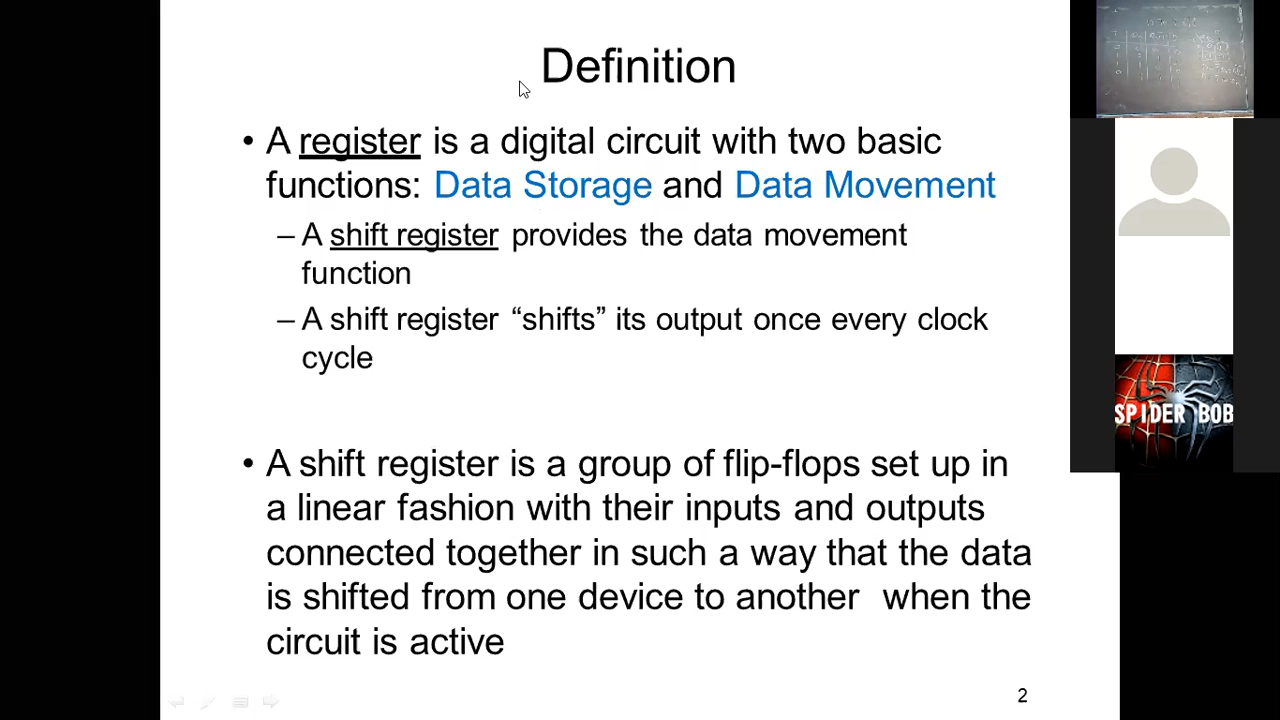 Definition
• A register is a digital circuit with two basic
functions: Data Storage and Data Movement
– A shift register provides the data movement
function
– A shift register “shifts” its output once every clock
cycle
• A shift register is a group of flip-flops set up in
a linear fashion with their inputs and outputs
connected together in such a way that the data
is shifted from one device to another when the
circuit is active
2
SPIDER BOB